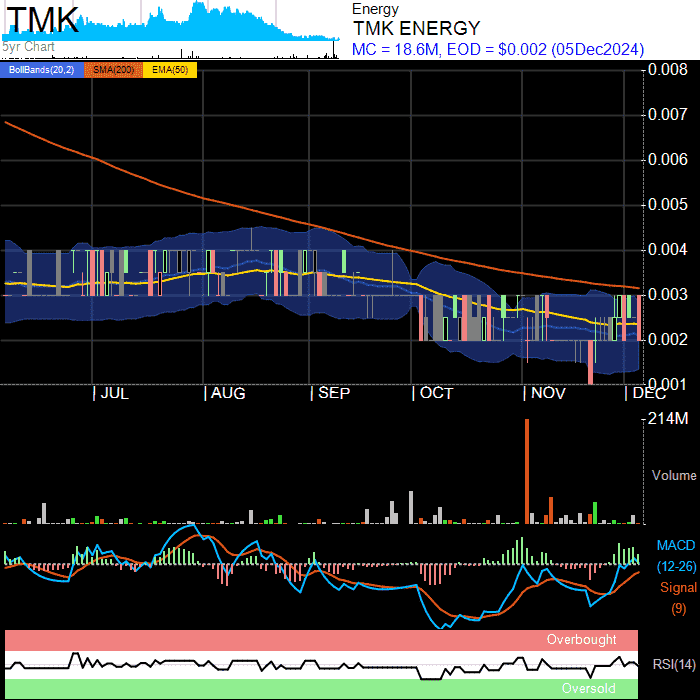 TMK
5yr Chart
Energy
TMK ENERGY
MC = 18.6M, EOD = $0.002 (05Dec2024)
BollBands(20,2) SMA(200) EMA(50)
0.008
0.007
0.006
0.005
0.004
0.003
0.002
0.001
| JUL | AUG | SEP | OCT | NOV | DEC
214M
Volume
MACD
(12-26)
Signal
(9)
Overbought
RSI(14)
Oversold